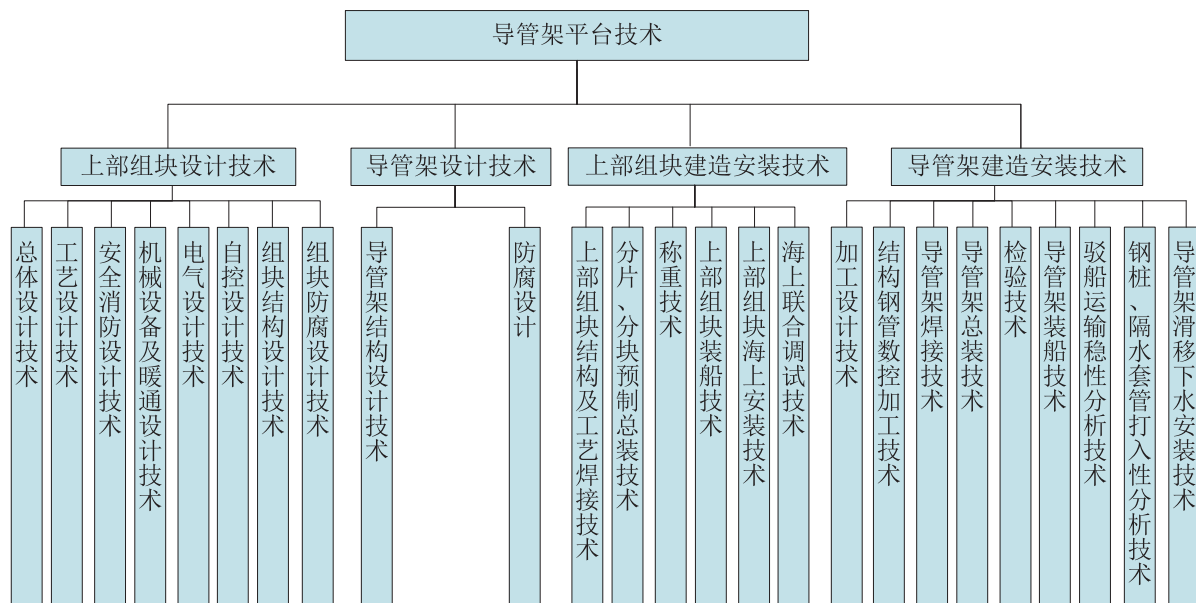 导管架平台技术
上部组块设计技术
导管架设计技术
上部组块建造安装技术
导管架建造安装技术
总体设计技术
工艺设计技术
安全消防设计技术
机械设备及暖通设计技术
电气设计技术
自控设计技术
组块结构设计技术
组块防腐设计技术
导管架结构设计技术
防腐设计
上部组块结构及工艺焊接技术
分片、分块预制总装技术
称重技术
上部组块装船技术
上部组块海上安装技术
海上联合调试技术
加工设计技术
结构钢管数控加工技术
导管架焊接技术
导管架总装技术
检验技术
导管架装船技术
驳船运输稳性分析技术
钢桩、隔水套管打入性分析技术
导管架滑移下水安装技术